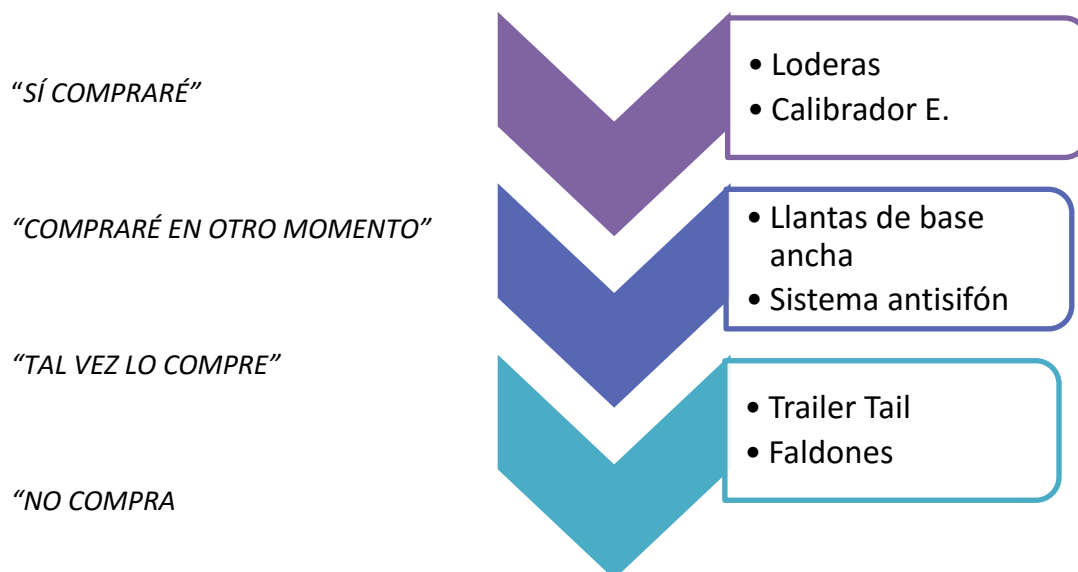 “SÍ COMPRARÉ”
• Loderas
• Calibrador E.
“COMPRARÉ EN OTRO MOMENTO”
• Llantas de base
ancha
• Sistema antisifón
“TAL VEZ LO COMPRE”
• Trailer Tail
• Faldones
“NO COMPRA